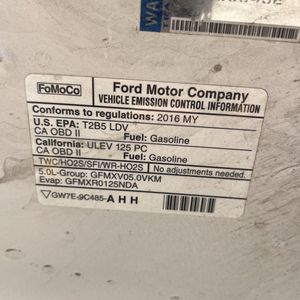 FoMoCo
Ford Motor Company
VEHICLE EMISSION CONTROL INFORMATION
Conforms to regulations: 2016 MY
U.S. EPA: T2B5 LDV
CA OBD II Fuel: Gasoline
California: ULEV 125 PC
CA OBD II Fuel: Gasoline
TWC/HO2S/SFI/WR-HO2S No adjustments needed.
5.0L-Group: GFMXV05.0VKM
Evap: GFMXR0125NDA
GW7E-9C485-AHH